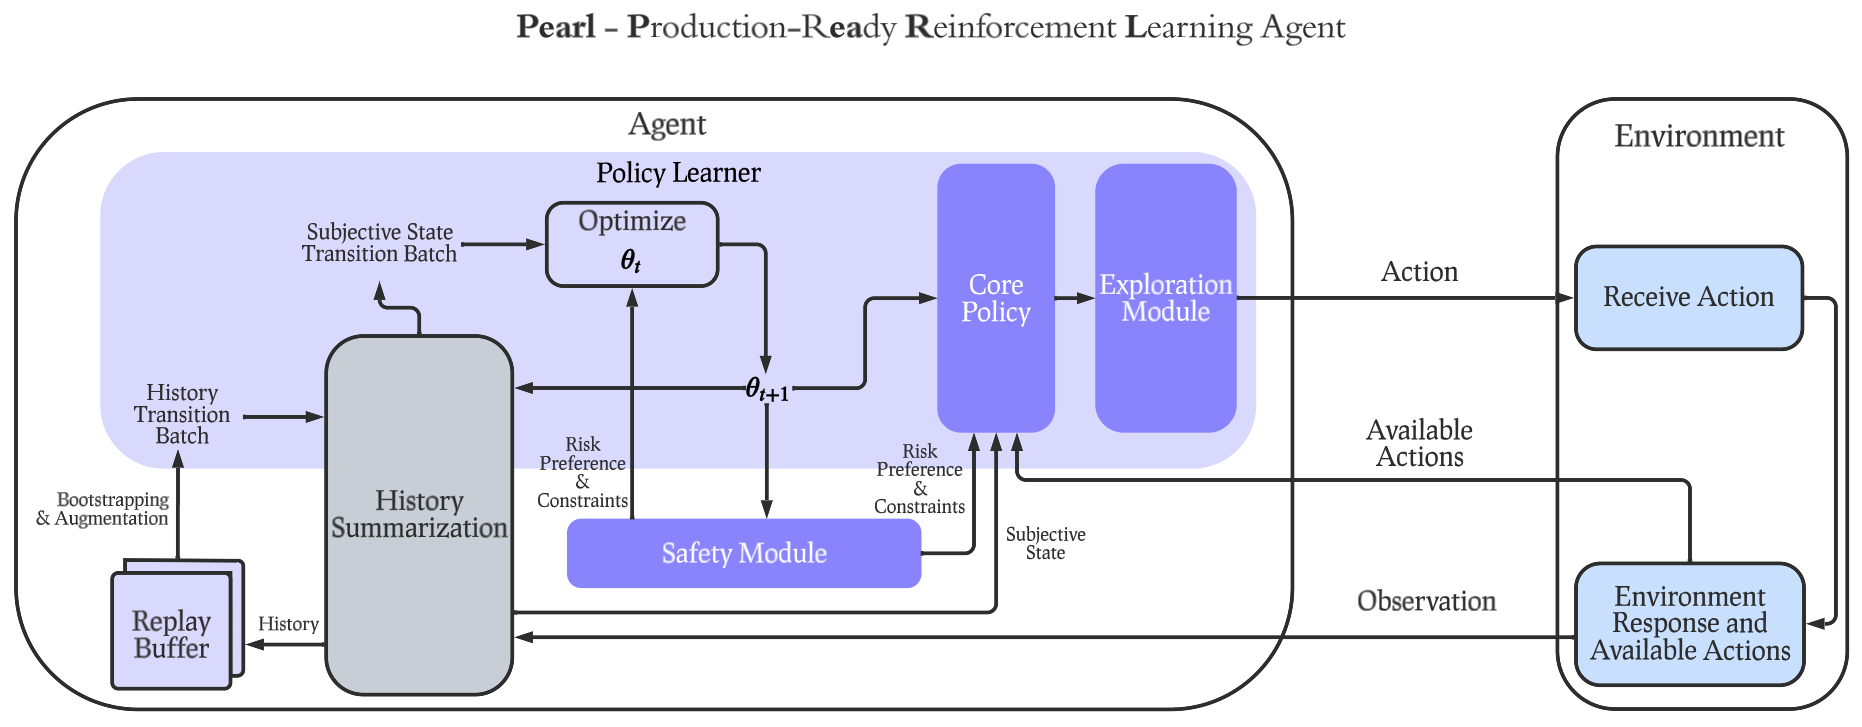 Pearl - Production-Ready Reinforcement Learning Agent
Agent
Environment
Policy Learner
Subjective State
Transition Batch
Optimize
θt
Core
Policy
Exploration
Module
Action
Receive Action
History
Transition
Batch
θt+1
Available
Actions
Risk
Preference
&
Constraints
Risk
Preference
&
Constraints
Bootstrapping
& Augmentation
History
Summarization
Safety Module
Subjective
State
Replay
Buffer
History
Observation
Environment
Response and
Available Actions